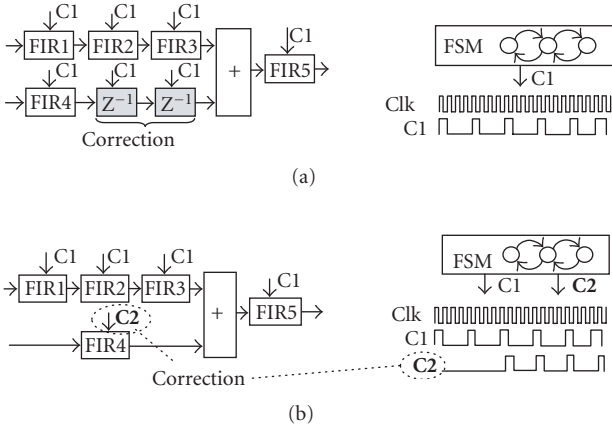 C1 C1 C1 C1
FIR1 FIR2 FIR3 FIR5
+
C1 C1 C1
FIR4 Z⁻¹ Z⁻¹
Correction
FSM
C1
Clk
C1
(a)
C1 C1 C1 C1
FIR1 FIR2 FIR3 FIR5
+
C2
FIR4
Correction
FSM
C1 C2
Clk
C1
C2
(b)